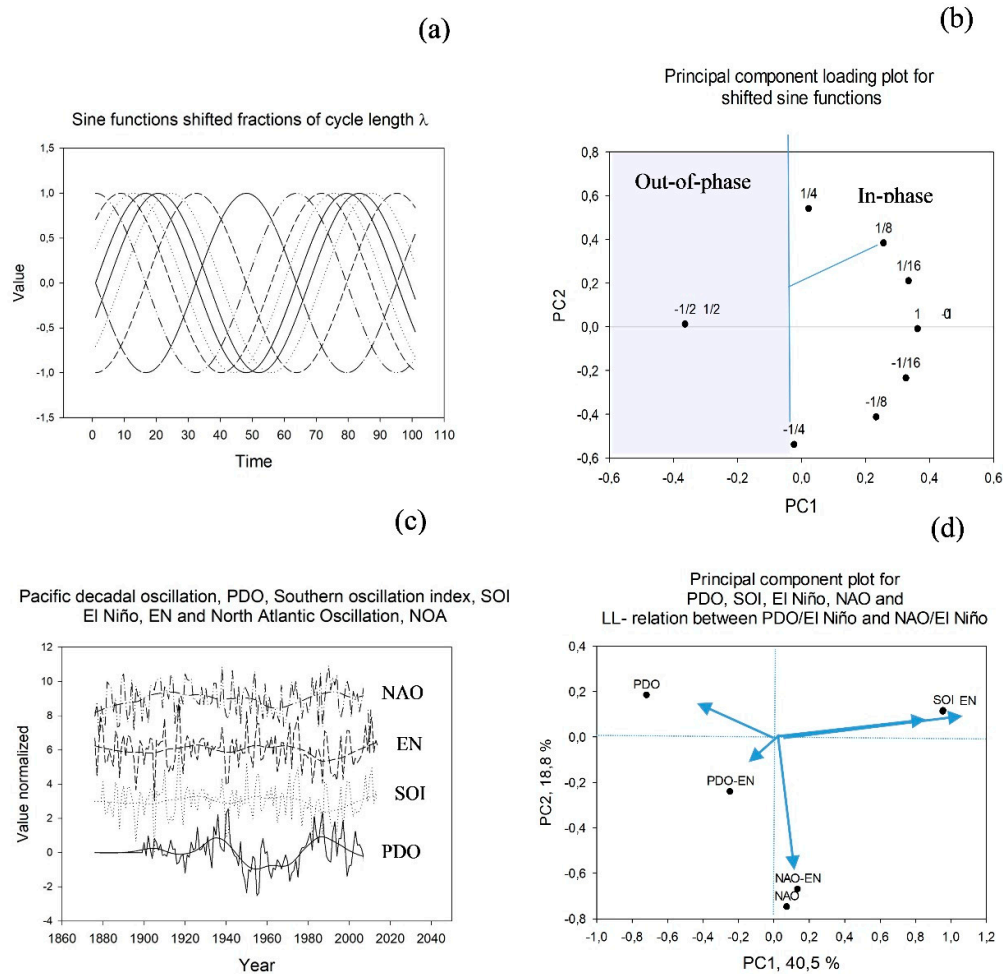 (a)
Sine functions shifted fractions of cycle length λ
Value
1,5
1,0
0,5
0,0
-0,5
-1,0
-1,5
0 10 20 30 40 50 60 70 80 90 100 110
Time
(b)
Principal component loading plot for
shifted sine functions
PC2
0,8
0,6
0,4
0,2
0,0
-0,2
-0,4
-0,6
Out-of-phase
In-phase
1/4
1/8
1/16
-1/2 1/2
1
-1/16
-1/8
-1/4
-0,6 -0,4 -0,2 0,0 0,2 0,4 0,6
PC1
(c)
Pacific decadal oscillation, PDO, Southern oscillation index, SOI
El Niño, EN and North Atlantic Oscillation, NOA
Value normalized
12
10
8
6
4
2
0
-2
-4
NAO
EN
SOI
PDO
1860 1880 1900 1920 1940 1960 1980 2000 2020 2040
Year
(d)
Principal component plot for
PDO, SOI, El Niño, NAO and
LL- relation between PDO/El Niño and NAO/El Niño
PC2, 18,8 %
0,4
0,2
0,0
-0,2
-0,4
-0,6
-0,8
PDO
SOI EN
PDO-EN
NAO-EN
NAO
-1,0 -0,8 -0,6 -0,4 -0,2 0,0 0,2 0,4 0,6 0,8 1,0 1,2
PC1, 40,5 %